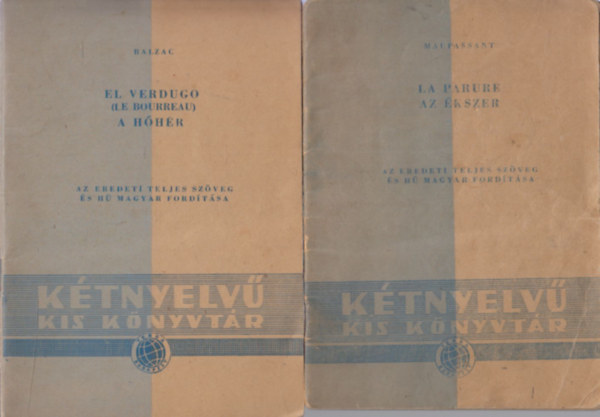 BALZAC
EL VERDUGO
(LE BOURREAU)
A HÓHÉR
AZ EREDETI TELJES SZÖVEG
ÉS HŰ MAGYAR FORDÍTÁSA
KÉTNYELVŰ
KIS KÖNYVTÁR
MAUPASSANT
LA PARURE
AZ ÉKSZER
AZ EREDETI TELJES SZÖVEG
ÉS HŰ MAGYAR FORDÍTÁSA
KÉTNYELVŰ
KIS KÖNYVTÁR